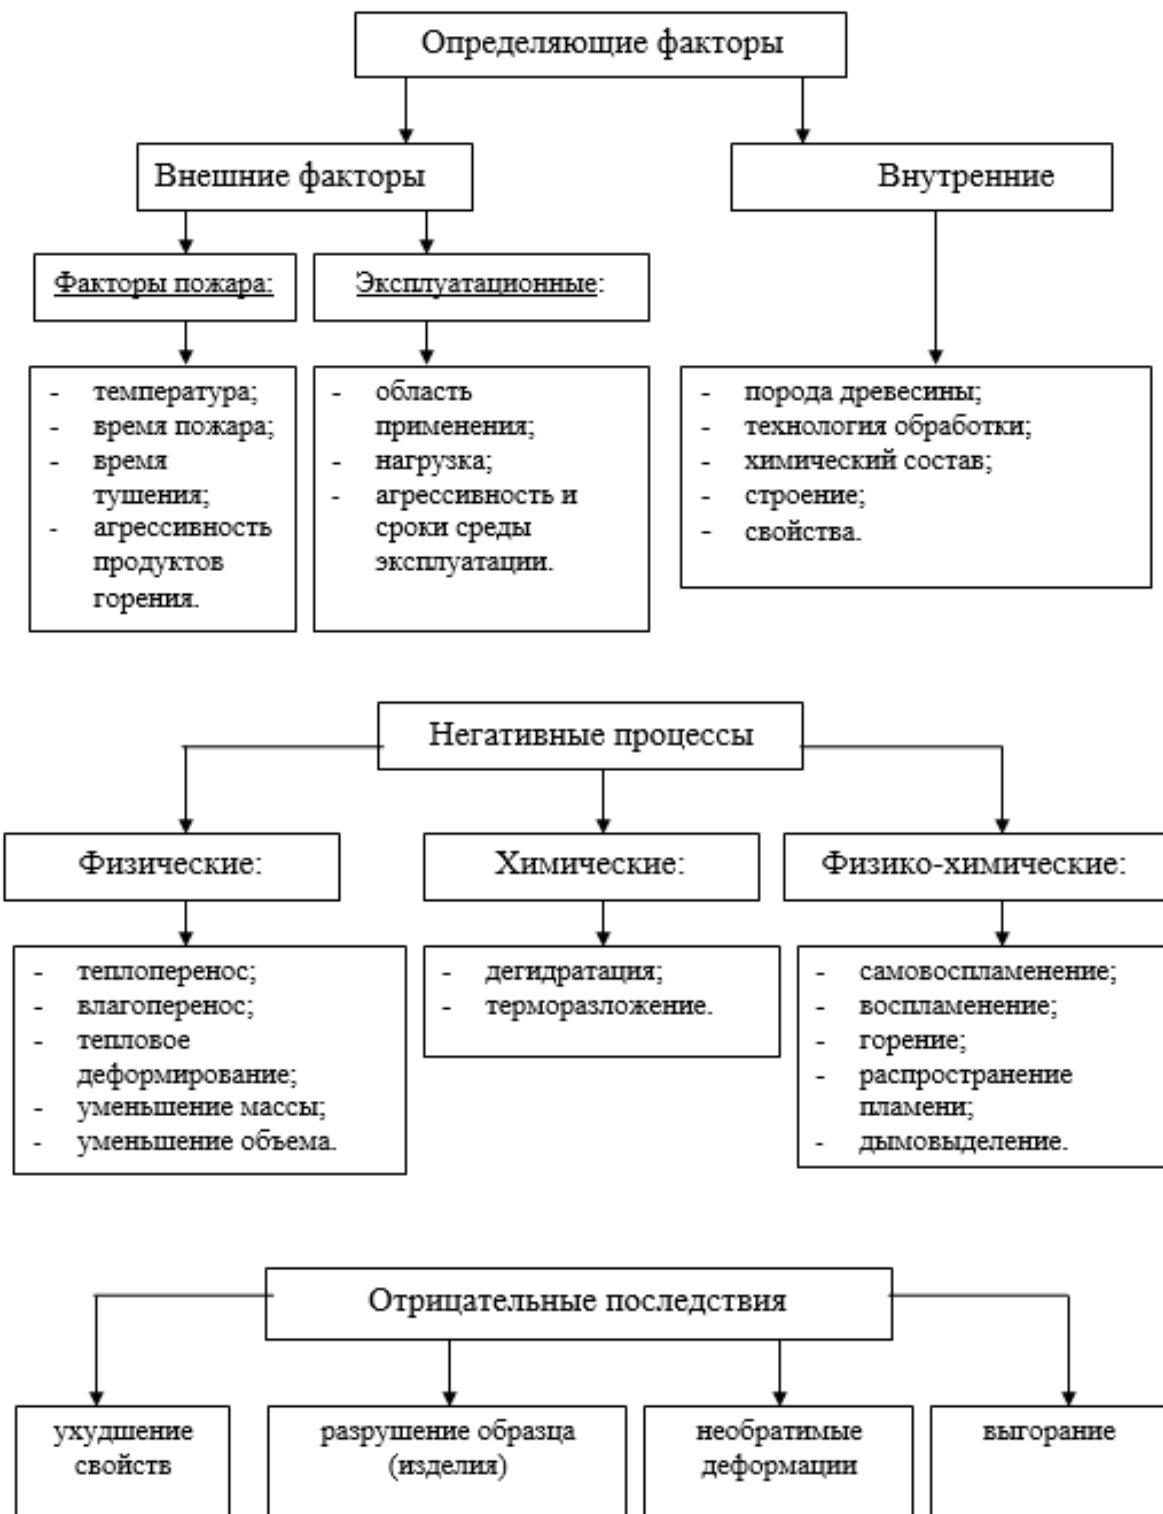 Определяющие факторы
Внешние факторы
Внутренние
Факторы пожара:
Эксплуатационные:
- температура;
- время пожара;
- время
тушения;
- агрессивность
продуктов
горения.
- область
применения;
- нагрузка;
- агрессивность и
сроки среды
эксплуатации.
- порода древесины;
- технология обработки;
- химический состав;
- строение;
- свойства.
Негативные процессы
Физические:
Химические:
Физико-химические:
- теплоперенос;
- влагоперенос;
- тепловое
деформирование;
- уменьшение массы;
- уменьшение объема.
- дегидратация;
- терморазложение.
- самовоспламенение;
- воспламенение;
- горение;
- распространение
пламени;
- дымовыделение.
Отрицательные последствия
ухудшение
свойств
разрушение образца
(изделия)
необратимые
деформации
выгорание